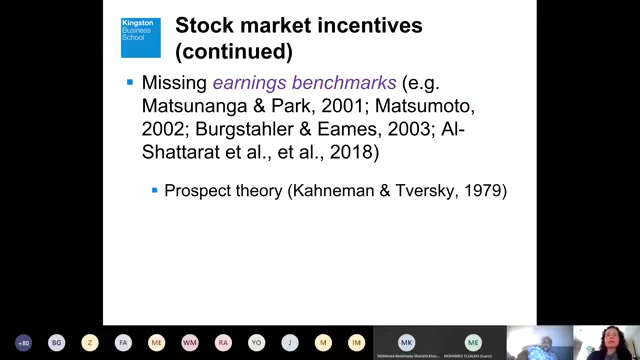 Kingston
Business
School
Stock market incentives
(continued)
Missing earnings benchmarks (e.g.
Matsunanga & Park, 2001; Matsumoto,
2002; Burgstahler & Eames, 2003; Al-
Shattarat et al., et al., 2018)
Prospect theory (Kahneman & Tversky, 1979)
+80
BG
Z
FA
ME
WM
RA
YO
J
M
IM
MK
ME